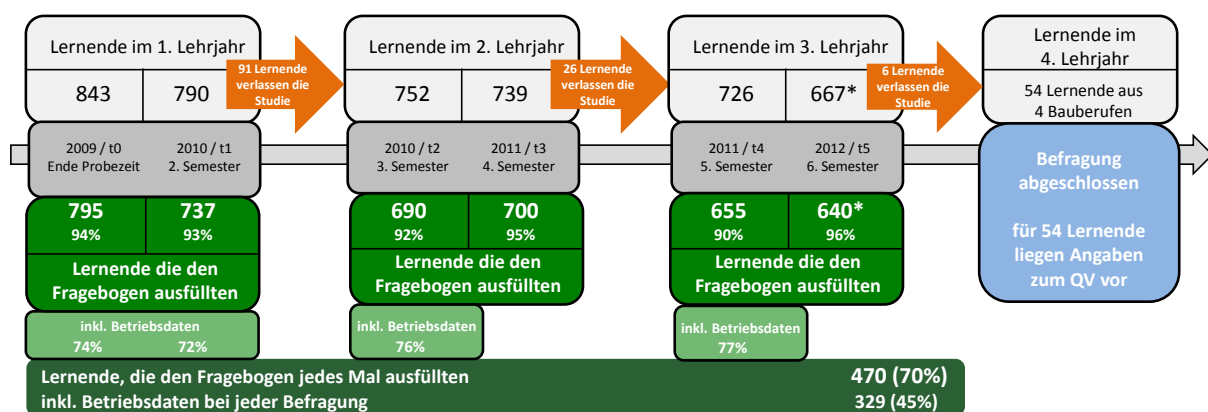 Lernende im 1. Lehrjahr
843 790
91 Lernende
verlassen die
Studie
Lernende im 2. Lehrjahr
752 739
26 Lernende
verlassen die
Studie
Lernende im 3. Lehrjahr
726 667*
6 Lernende
verlassen die
Studie
Lernende im
4. Lehrjahr
54 Lernende aus
4 Bauberufen
2009 / t0 2010 / t1
Ende Probezeit 2. Semester
2010 / t2 2011 / t3
3. Semester 4. Semester
2011 / t4 2012 / t5
5. Semester 6. Semester
Befragung
abgeschlossen
für 54 Lernende
liegen Angaben
zum QV vor
795 737
94% 93%
Lernende die den
Fragebogen ausfüllten
690 700
92% 95%
Lernende die den
Fragebogen ausfüllten
655 640*
90% 96%
Lernende die den
Fragebogen ausfüllten
inkl. Betriebsdaten
74% 72%
inkl. Betriebsdaten
76%
inkl. Betriebsdaten
77%
Lernende, die den Fragebogen jedes Mal ausfüllten 470 (70%)
inkl. Betriebsdaten bei jeder Befragung 329 (45%)